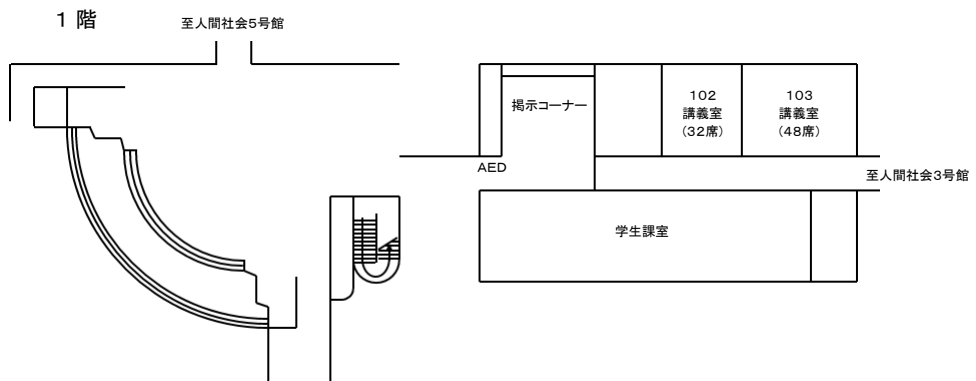 1階
至人間社会5号館
掲示コーナー
102
講義室
(32席)
103
講義室
(48席)
AED
至人間社会3号館
学生課室